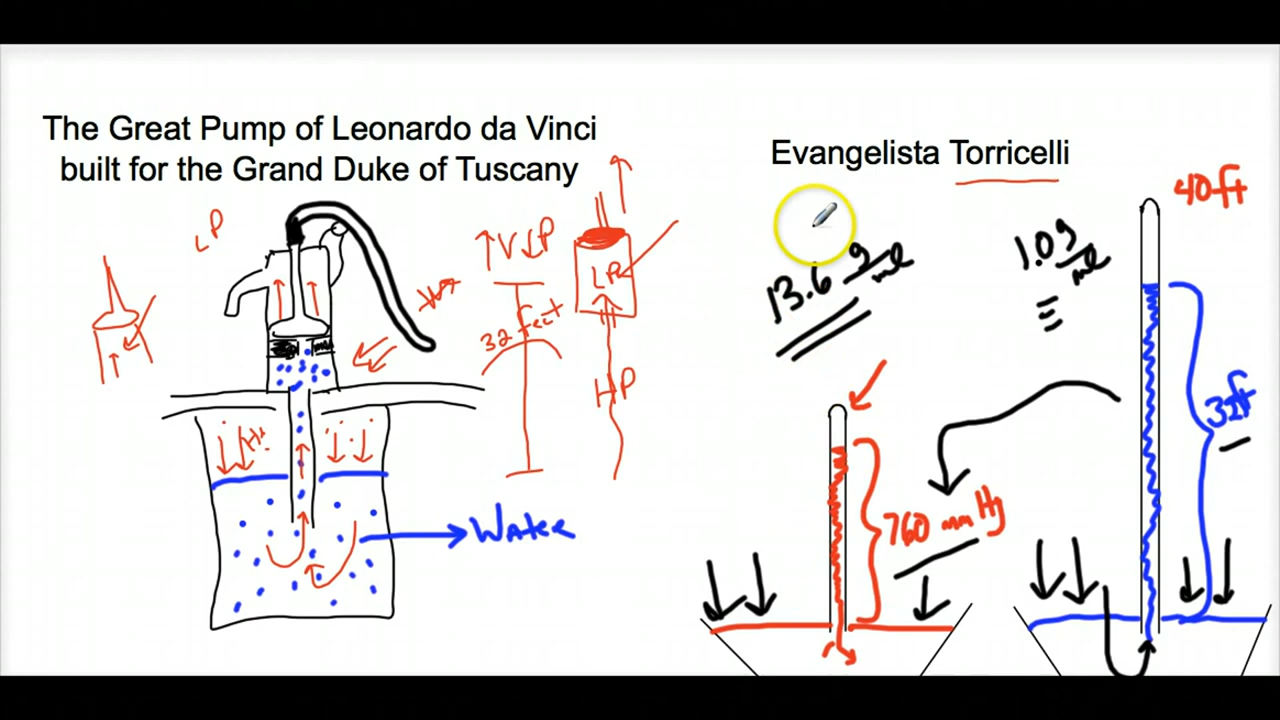 The Great Pump of Leonardo da Vinci
built for the Grand Duke of Tuscany
LP
↑V ↓P
32 feet
LP
HP
Water
Evangelista Torricelli
13.6 g/ml
1.0 g/ml
40ft
32ft
760 mm Hg